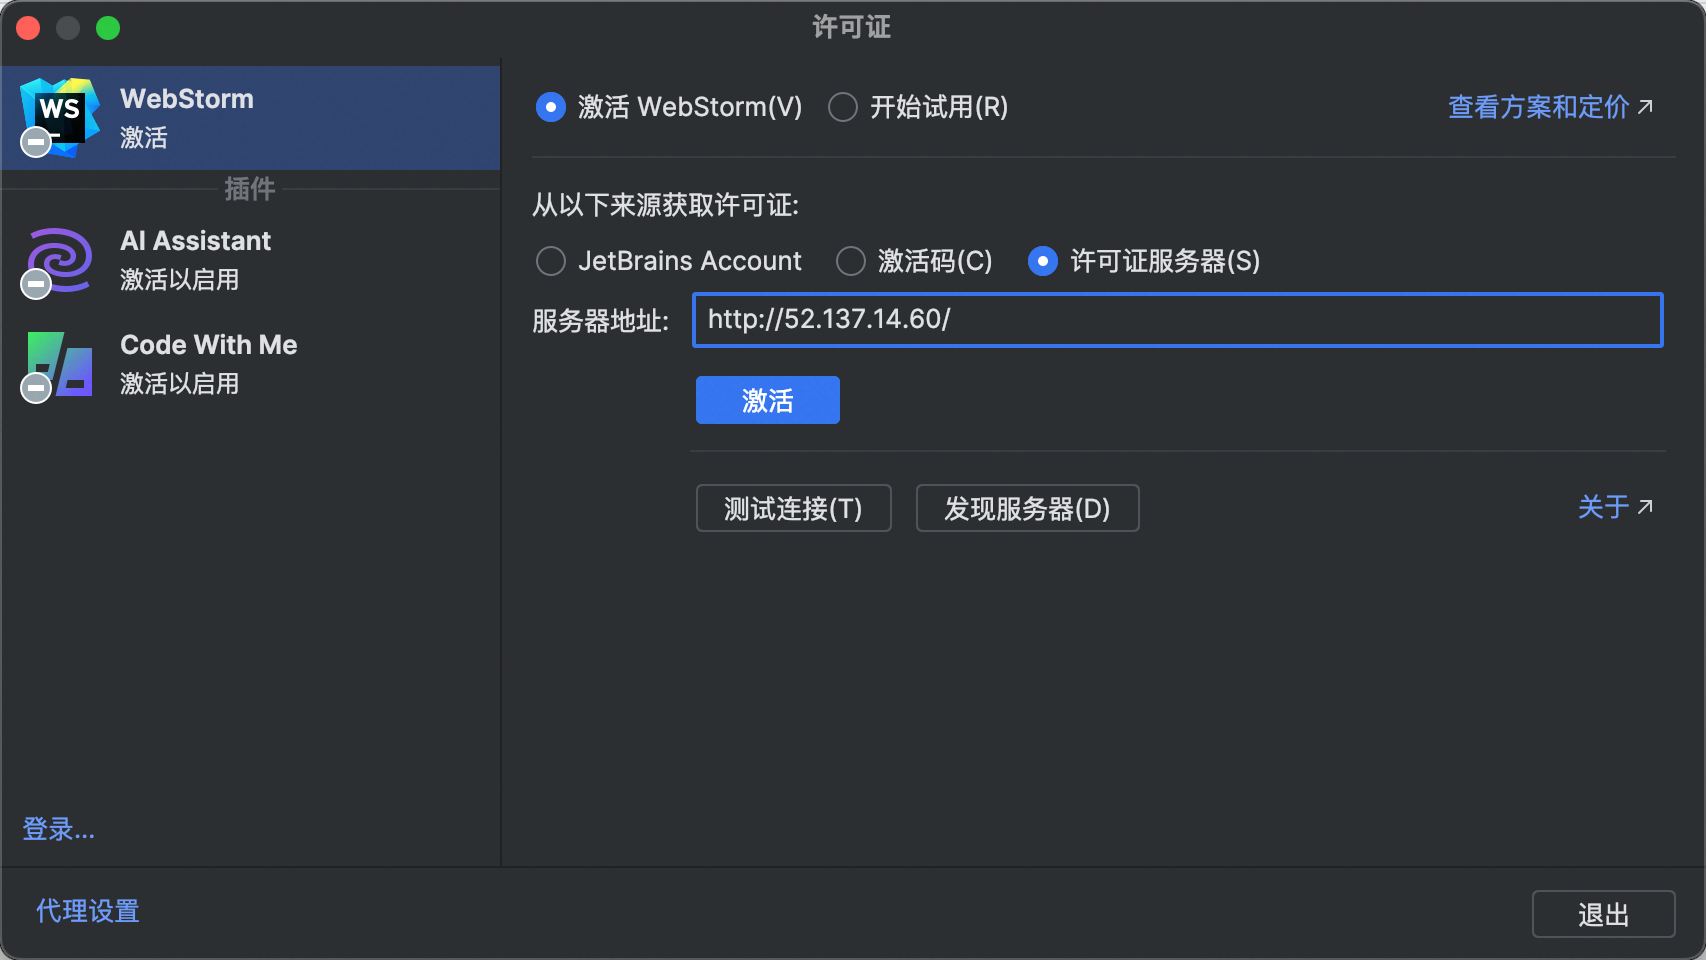 许可证
WS
WebStorm
激活
插件
AI Assistant
激活以启用
Code With Me
激活以启用
登录...
激活 WebStorm(V)
开始试用(R)
查看方案和定价
从以下来源获取许可证:
JetBrains Account
激活码(C)
许可证服务器(S)
服务器地址:
http://52.137.14.60/
激活
测试连接(T)
发现服务器(D)
关于
代理设置
退出